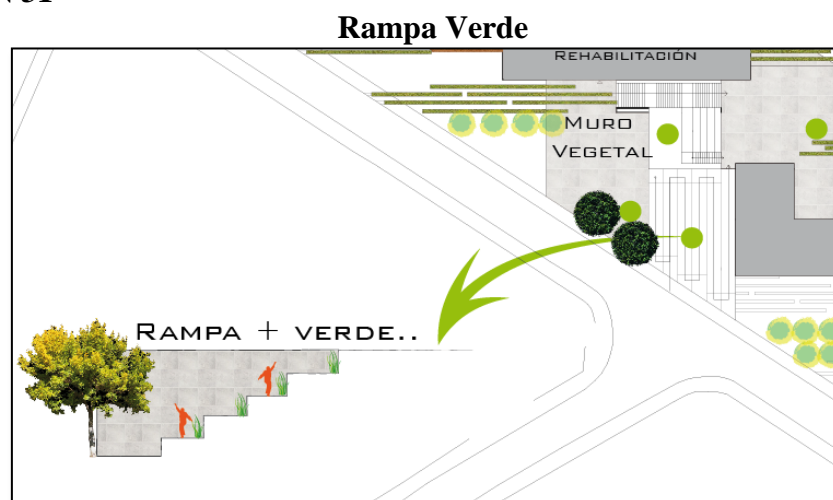 Rampa Verde
REHABILITACIÓN
MURO
VEGETAL
RAMPA + VERDE..